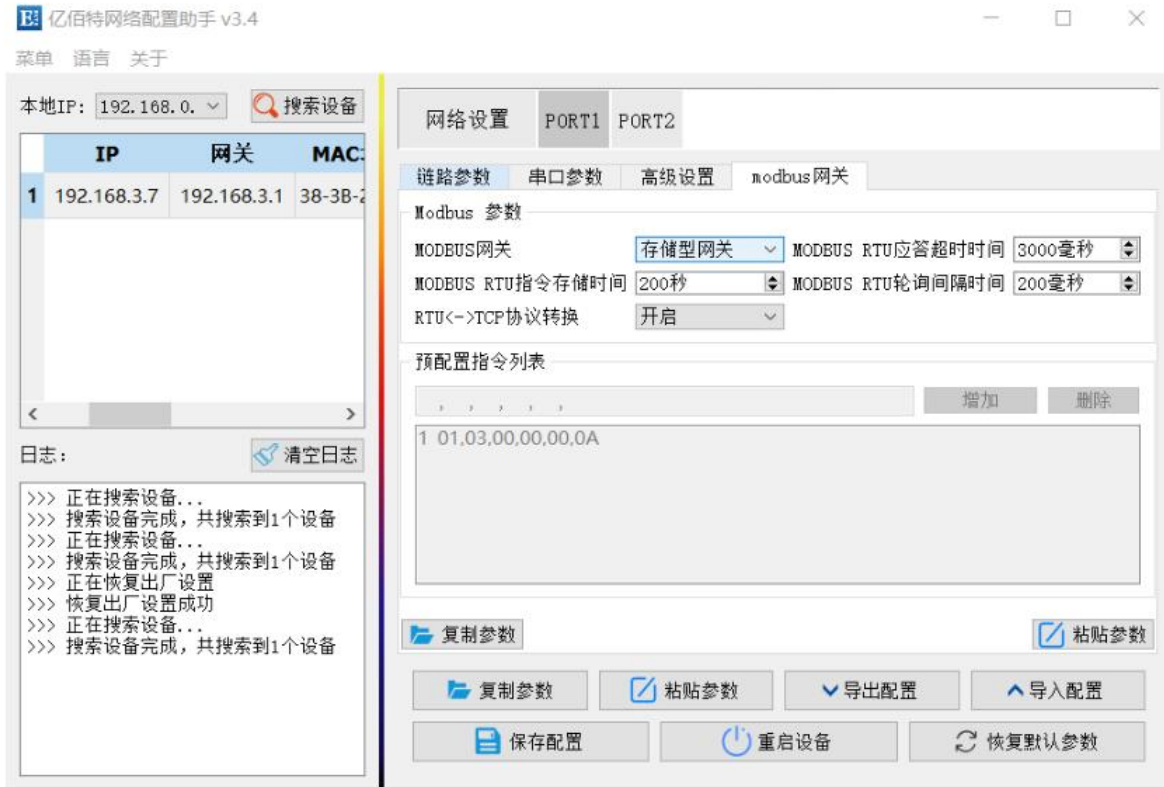 亿佰特网络配置助手 v3.4
菜单 语言 关于
本地IP: 192.168.0. 搜索设备
IP 网关 MAC
1 192.168.3.7 192.168.3.1 38-3B-2
日志：
清空日志
>>> 正在搜索设备...
>>> 搜索设备完成，共搜索到1个设备
>>> 正在搜索设备...
>>> 搜索设备完成，共搜索到1个设备
>>> 正在恢复出厂设置
>>> 恢复出厂设置成功
>>> 正在搜索设备...
>>> 搜索设备完成，共搜索到1个设备
网络设置 PORT1 PORT2
链路参数 串口参数 高级设置 modbus网关
Modbus 参数
MODBUS网关 存储型网关 MODBUS RTU应答超时时间 3000毫秒
MODBUS RTU指令存储时间 200秒 MODBUS RTU轮询间隔时间 200毫秒
RTU<->TCP协议转换 开启
预配置指令列表
, , , , , 增加 删除
1 01,03,00,00,00,0A
复制参数 粘贴参数
复制参数 粘贴参数 导出配置 导入配置
保存配置 重启设备 恢复默认参数